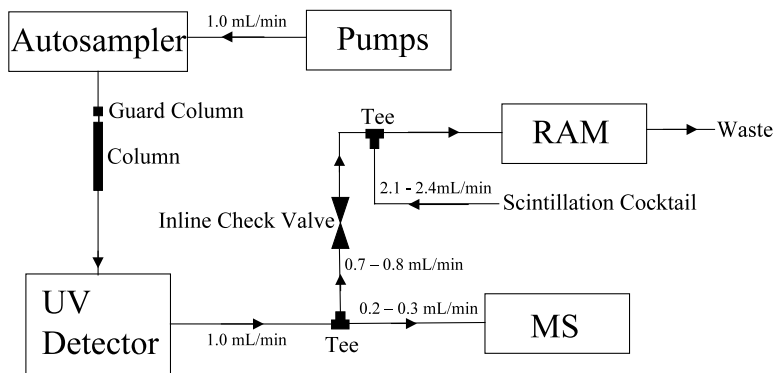 1.0 mL/min
Autosampler
Pumps
Guard Column
Column
Tee
RAM
Waste
2.1 - 2.4mL/min
Scintillation Cocktail
Inline Check Valve
0.7 – 0.8 mL/min
UV
Detector
1.0 mL/min
Tee
0.2 – 0.3 mL/min
MS